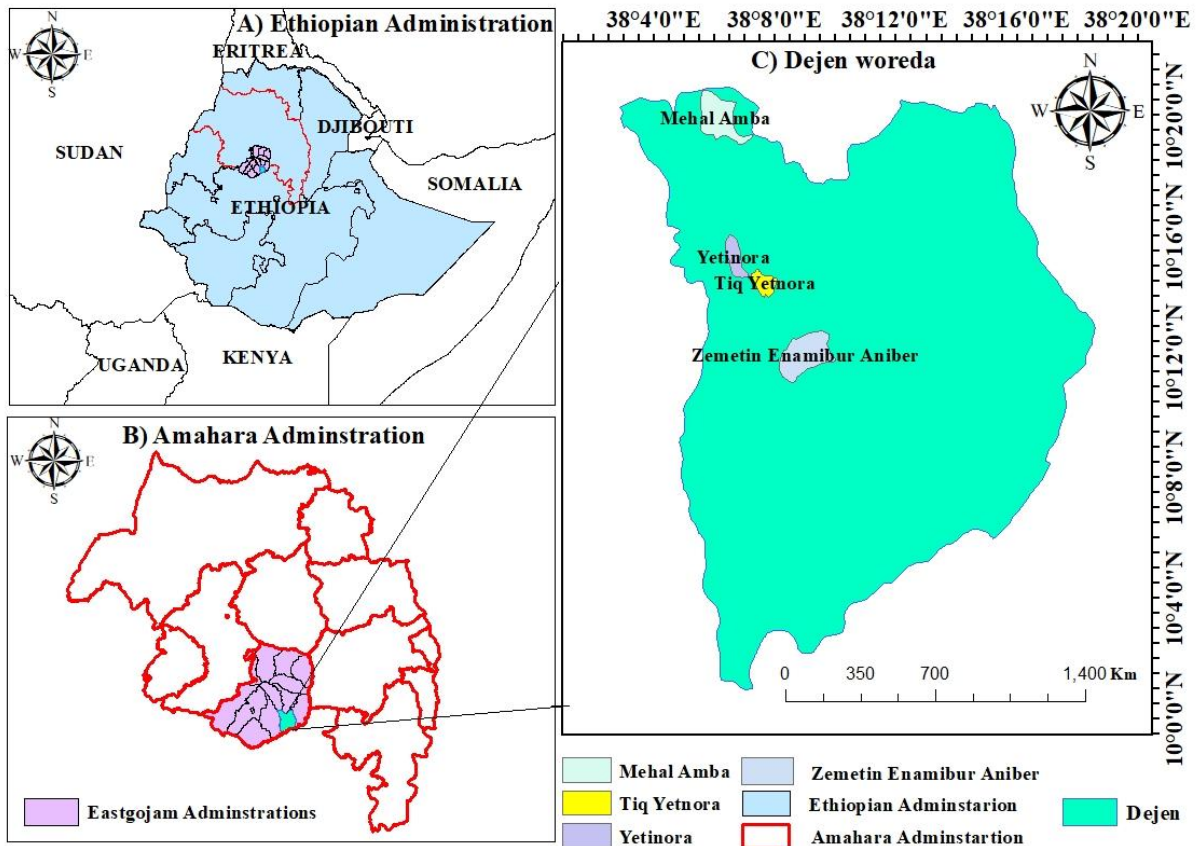 A) Ethiopian Administration
N
W E
S
ERITREA
DJIBOUTI
SUDAN
SOMALIA
ETHIOPIA
UGANDA
KENYA
B) Amahara Adminstration
N
W E
S
Eastgojam Adminstrations
38°4'0"E 38°8'0"E 38°12'0"E 38°16'0"E 38°20'0"E
C) Dejen woreda
N
W E
S
Mehal Amba
Yetinora
Tiq Yetnora
Zemetin Enamibur Aniber
0 350 700 1,400 Km
10°20'0"N
10°16'0"N
10°12'0"N
10°8'0"N
10°4'0"N
10°0'0"N
Mehal Amba
Tiq Yetnora
Yetinora
Zemetin Enamibur Aniber
Ethiopian Adminstarion
Amahara Adminstartion
Dejen